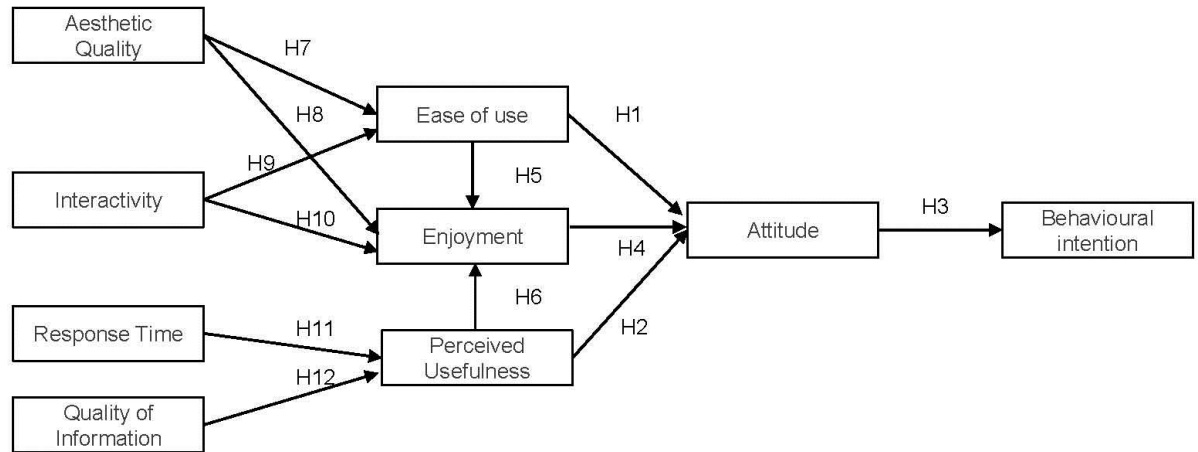 Aesthetic
Quality
H7
H8
Ease of use
H1
H9
Interactivity
H5
H10
Enjoyment
H4
Attitude
H3
Behavioural
intention
H6
Response Time
H11
H2
Perceived
Usefulness
H12
Quality of
Information